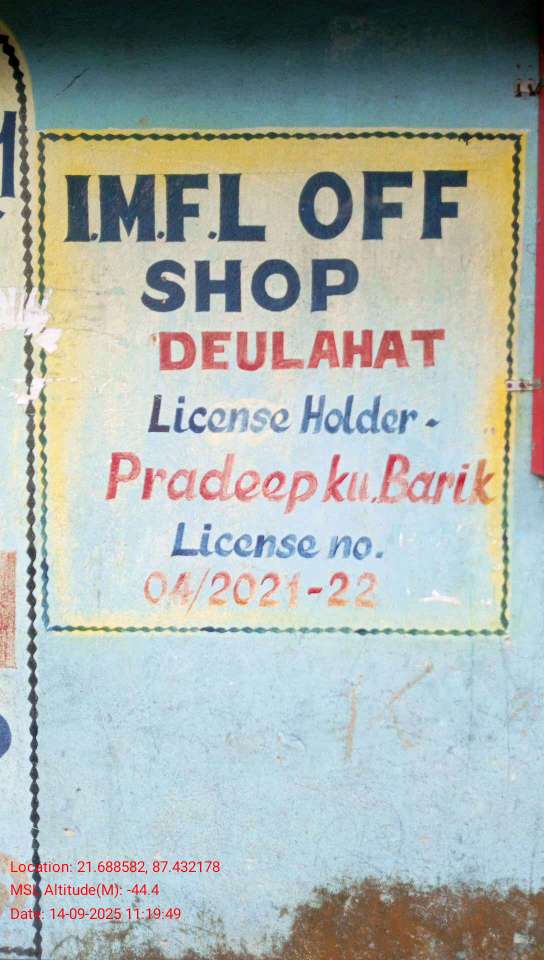 I.M.F.L OFF
SHOP
DEULAHAT
License Holder -
Pradeep ku. Barik
License no.
04/2021-22
Location: 21.688582, 87.432178
MSL Altitude(M): -44.4
Date: 14-09-2025 11:19:49